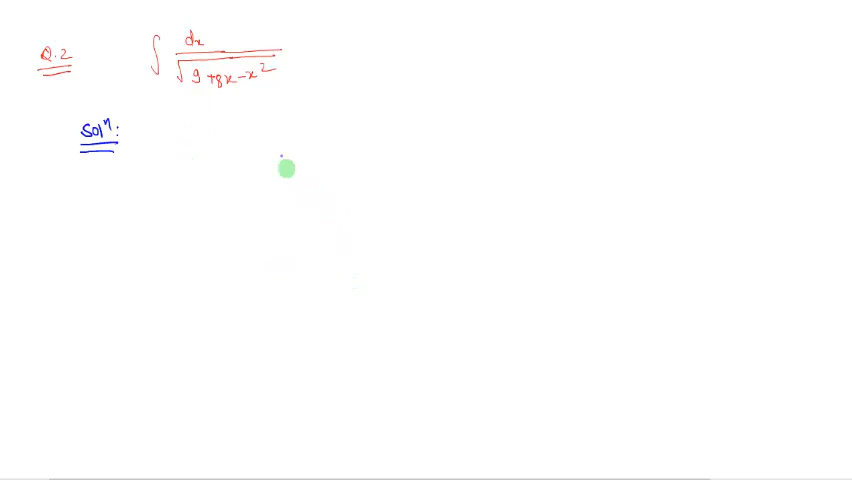 Q.2 ∫ dx / √(9+8x-x²)
Solⁿ: